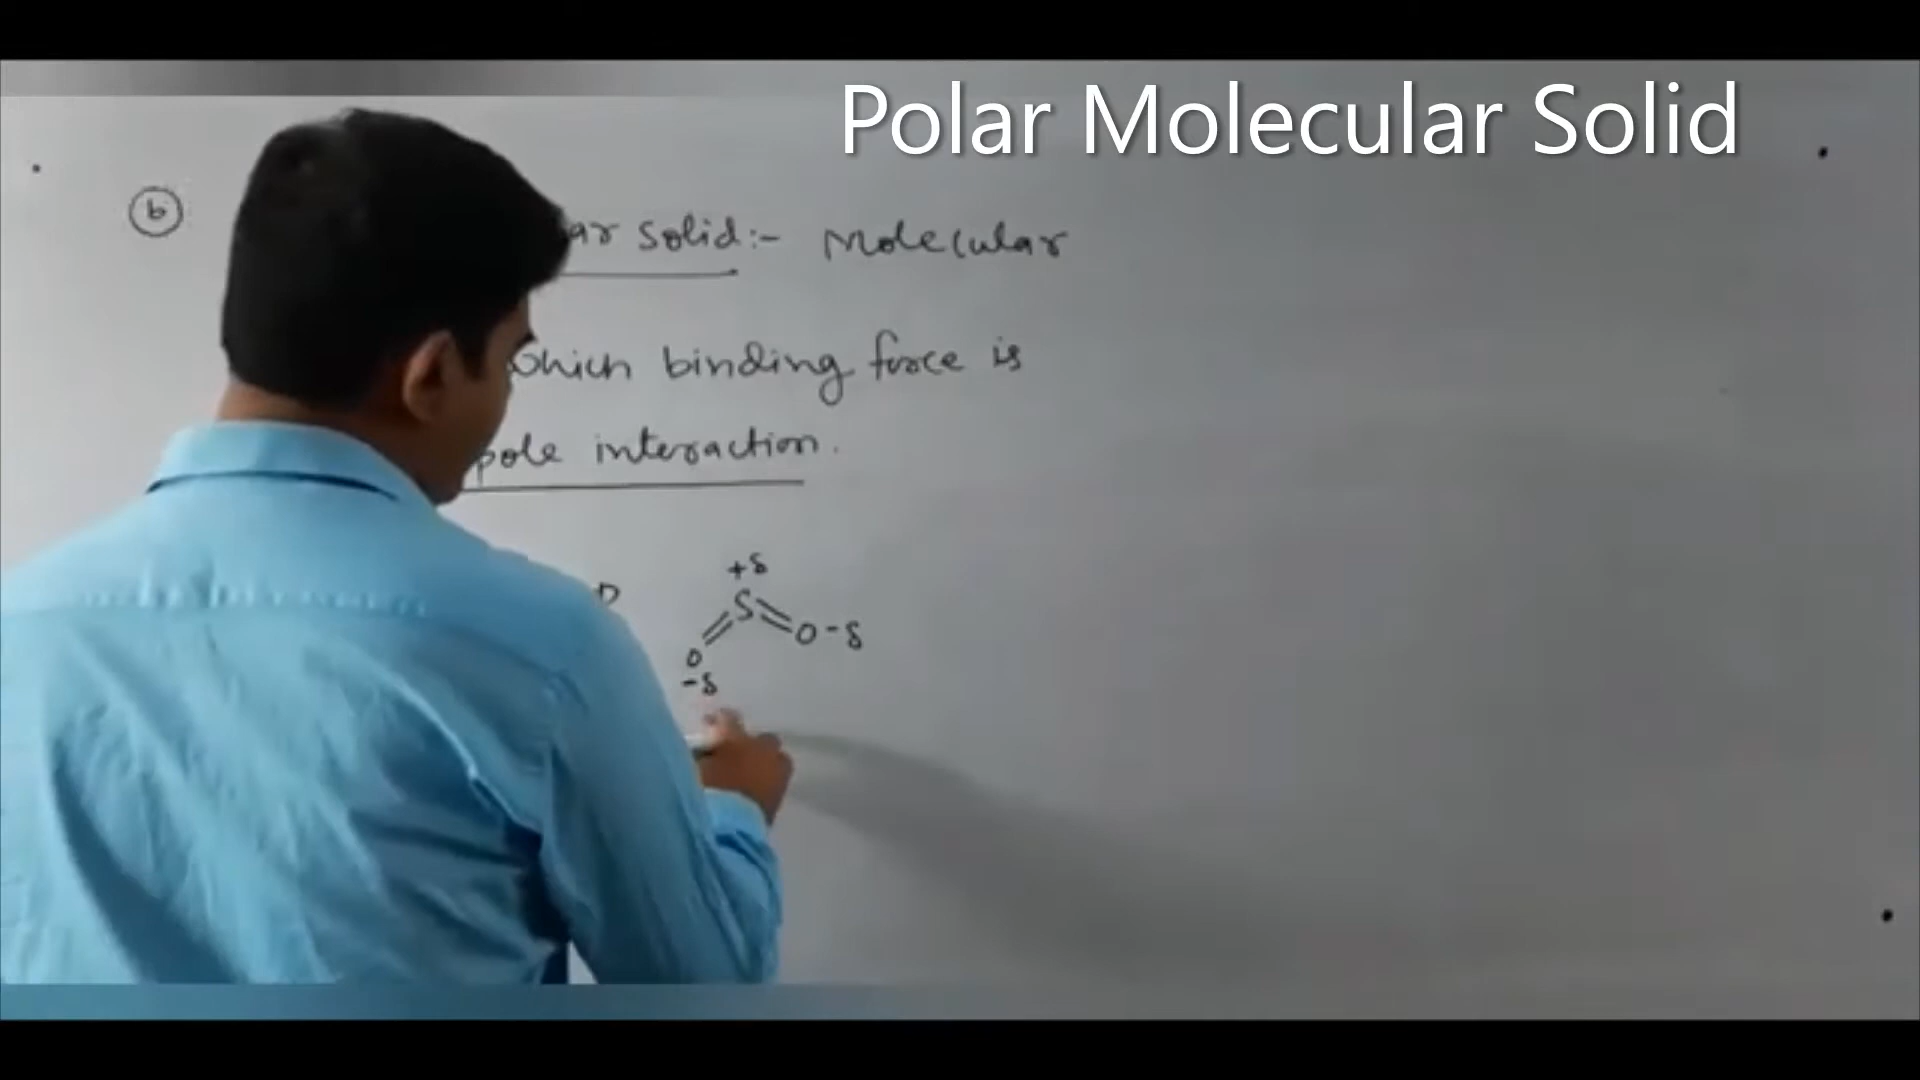 Polar Molecular Solid
b
ar solid:- Molecular
which binding force is
pole interaction.
+δ
S
O-δ
O
-δ